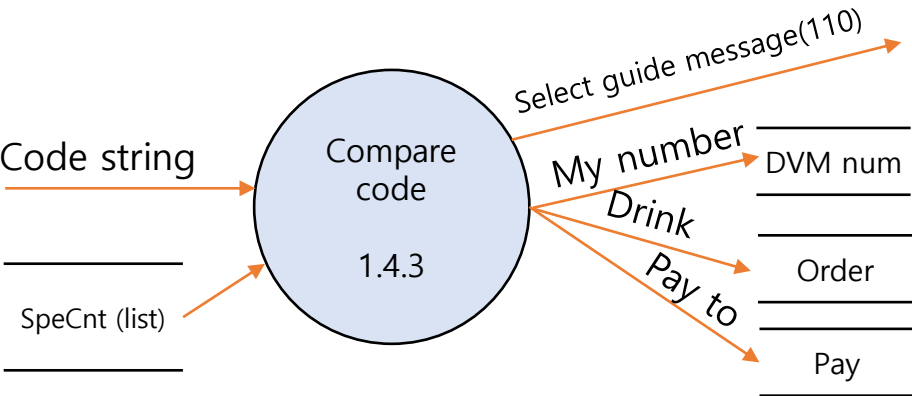 Select guide message(110)
Code string
Compare
code
1.4.3
My number
DVM num
Drink
Order
SpeCnt (list)
Pay to
Pay